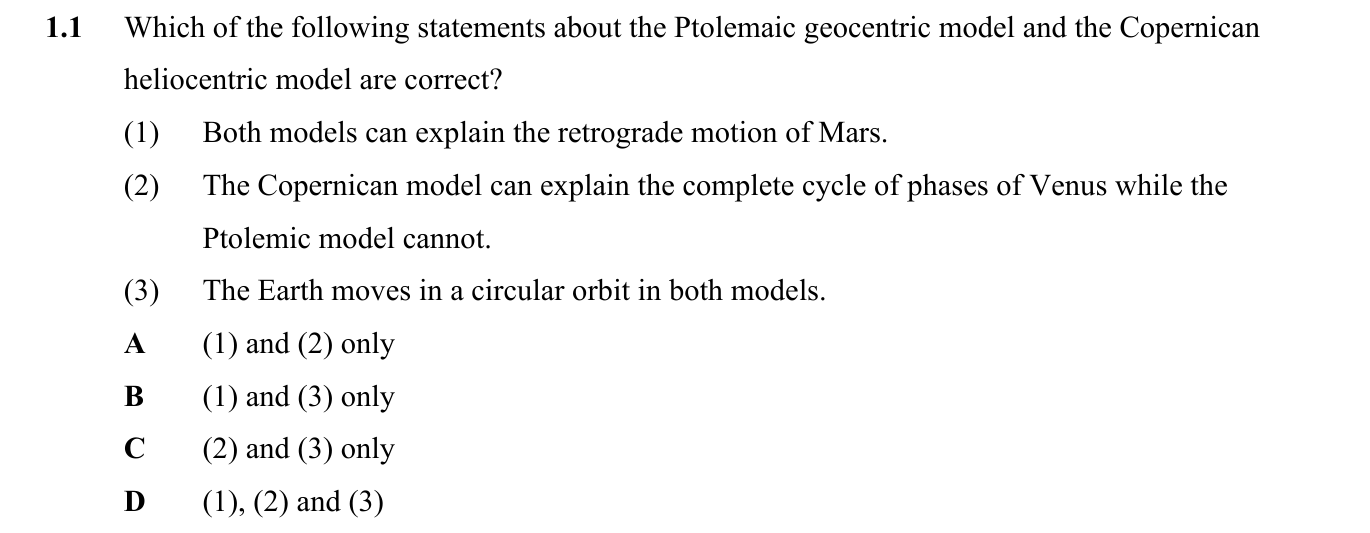 1.1 Which of the following statements about the Ptolemaic geocentric model and the Copernican
heliocentric model are correct?
(1) Both models can explain the retrograde motion of Mars.
(2) The Copernican model can explain the complete cycle of phases of Venus while the
Ptolemic model cannot.
(3) The Earth moves in a circular orbit in both models.
A (1) and (2) only
B (1) and (3) only
C (2) and (3) only
D (1), (2) and (3)